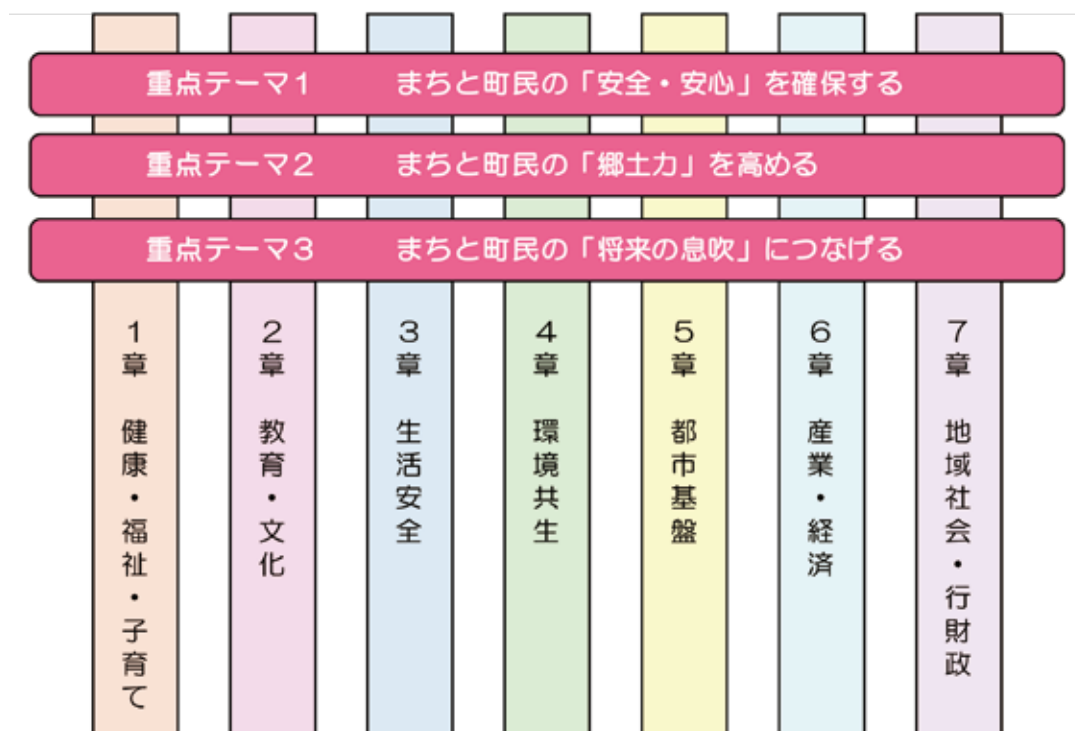 重点テーマ1 まちと町民の「安全・安心」を確保する
重点テーマ2 まちと町民の「郷土力」を高める
重点テーマ3 まちと町民の「将来の息吹」につなげる
1章 健康・福祉・子育て
2章 教育・文化
3章 生活安全
4章 環境共生
5章 都市基盤
6章 産業・経済
7章 地域社会・行財政